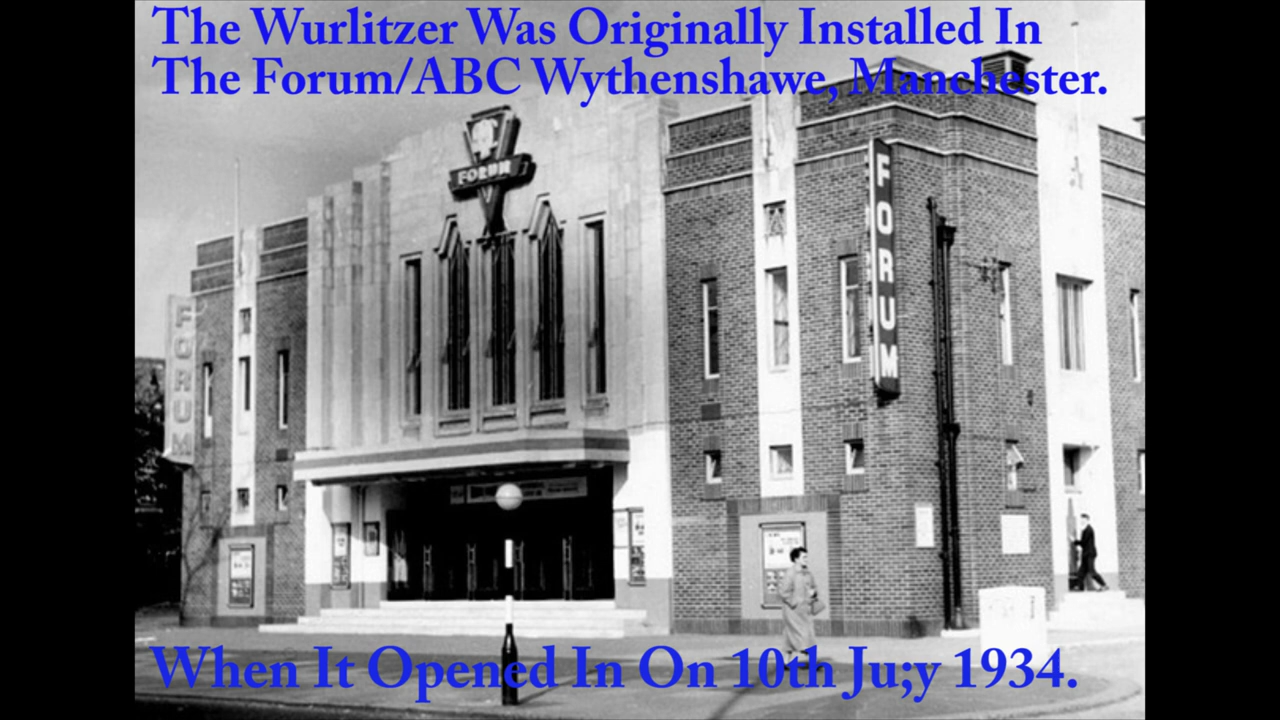 The Wurlitzer Was Originally Installed In
The Forum/ABC Wythenshawe, Manchester.
FORUM
FORUM
FORUM
When It Opened In On 10th Ju;y 1934.